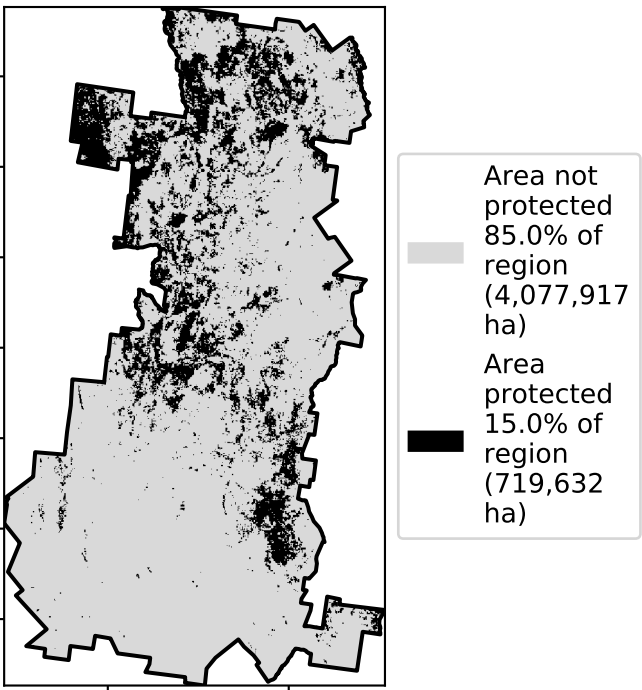 Area not
protected
85.0% of
region
(4,077,917
ha)
Area
protected
15.0% of
region
(719,632
ha)